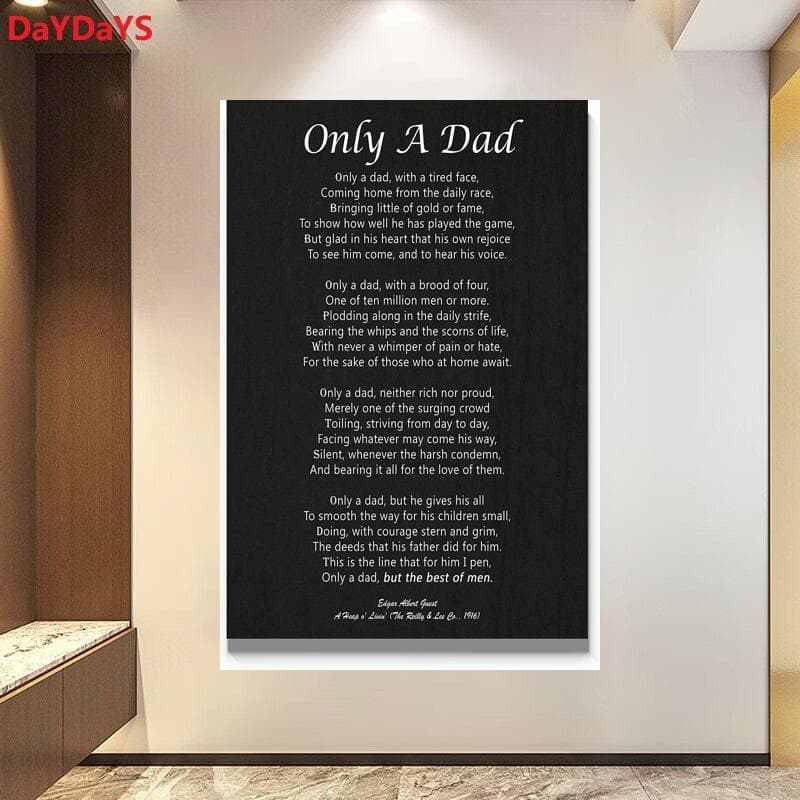 DaYDaYS
Only A Dad
Only a dad, with a tired face,
Coming home from the daily race,
Bringing little of gold or fame,
To show how well he has played the game,
But glad in his heart that his own rejoice
To see him come, and to hear his voice.
Only a dad, with a brood of four,
One of ten million men or more.
Plodding along in the daily strife,
Bearing the whips and the scorns of life,
With never a whimper of pain or hate,
For the sake of those who at home await.
Only a dad, neither rich nor proud,
Merely one of the surging crowd
Toiling, striving from day to day,
Facing whatever may come his way,
Silent, whenever the harsh condemn,
And bearing it all for the love of them.
Only a dad, but he gives his all
To smooth the way for his children small,
Doing, with courage stern and grim,
The deeds that his father did for him.
This is the line that for him I pen,
Only a dad, but the best of men.
Edgar Albert Guest
A Heap o' Livin' (The Reilly & Lee Co., 1916)